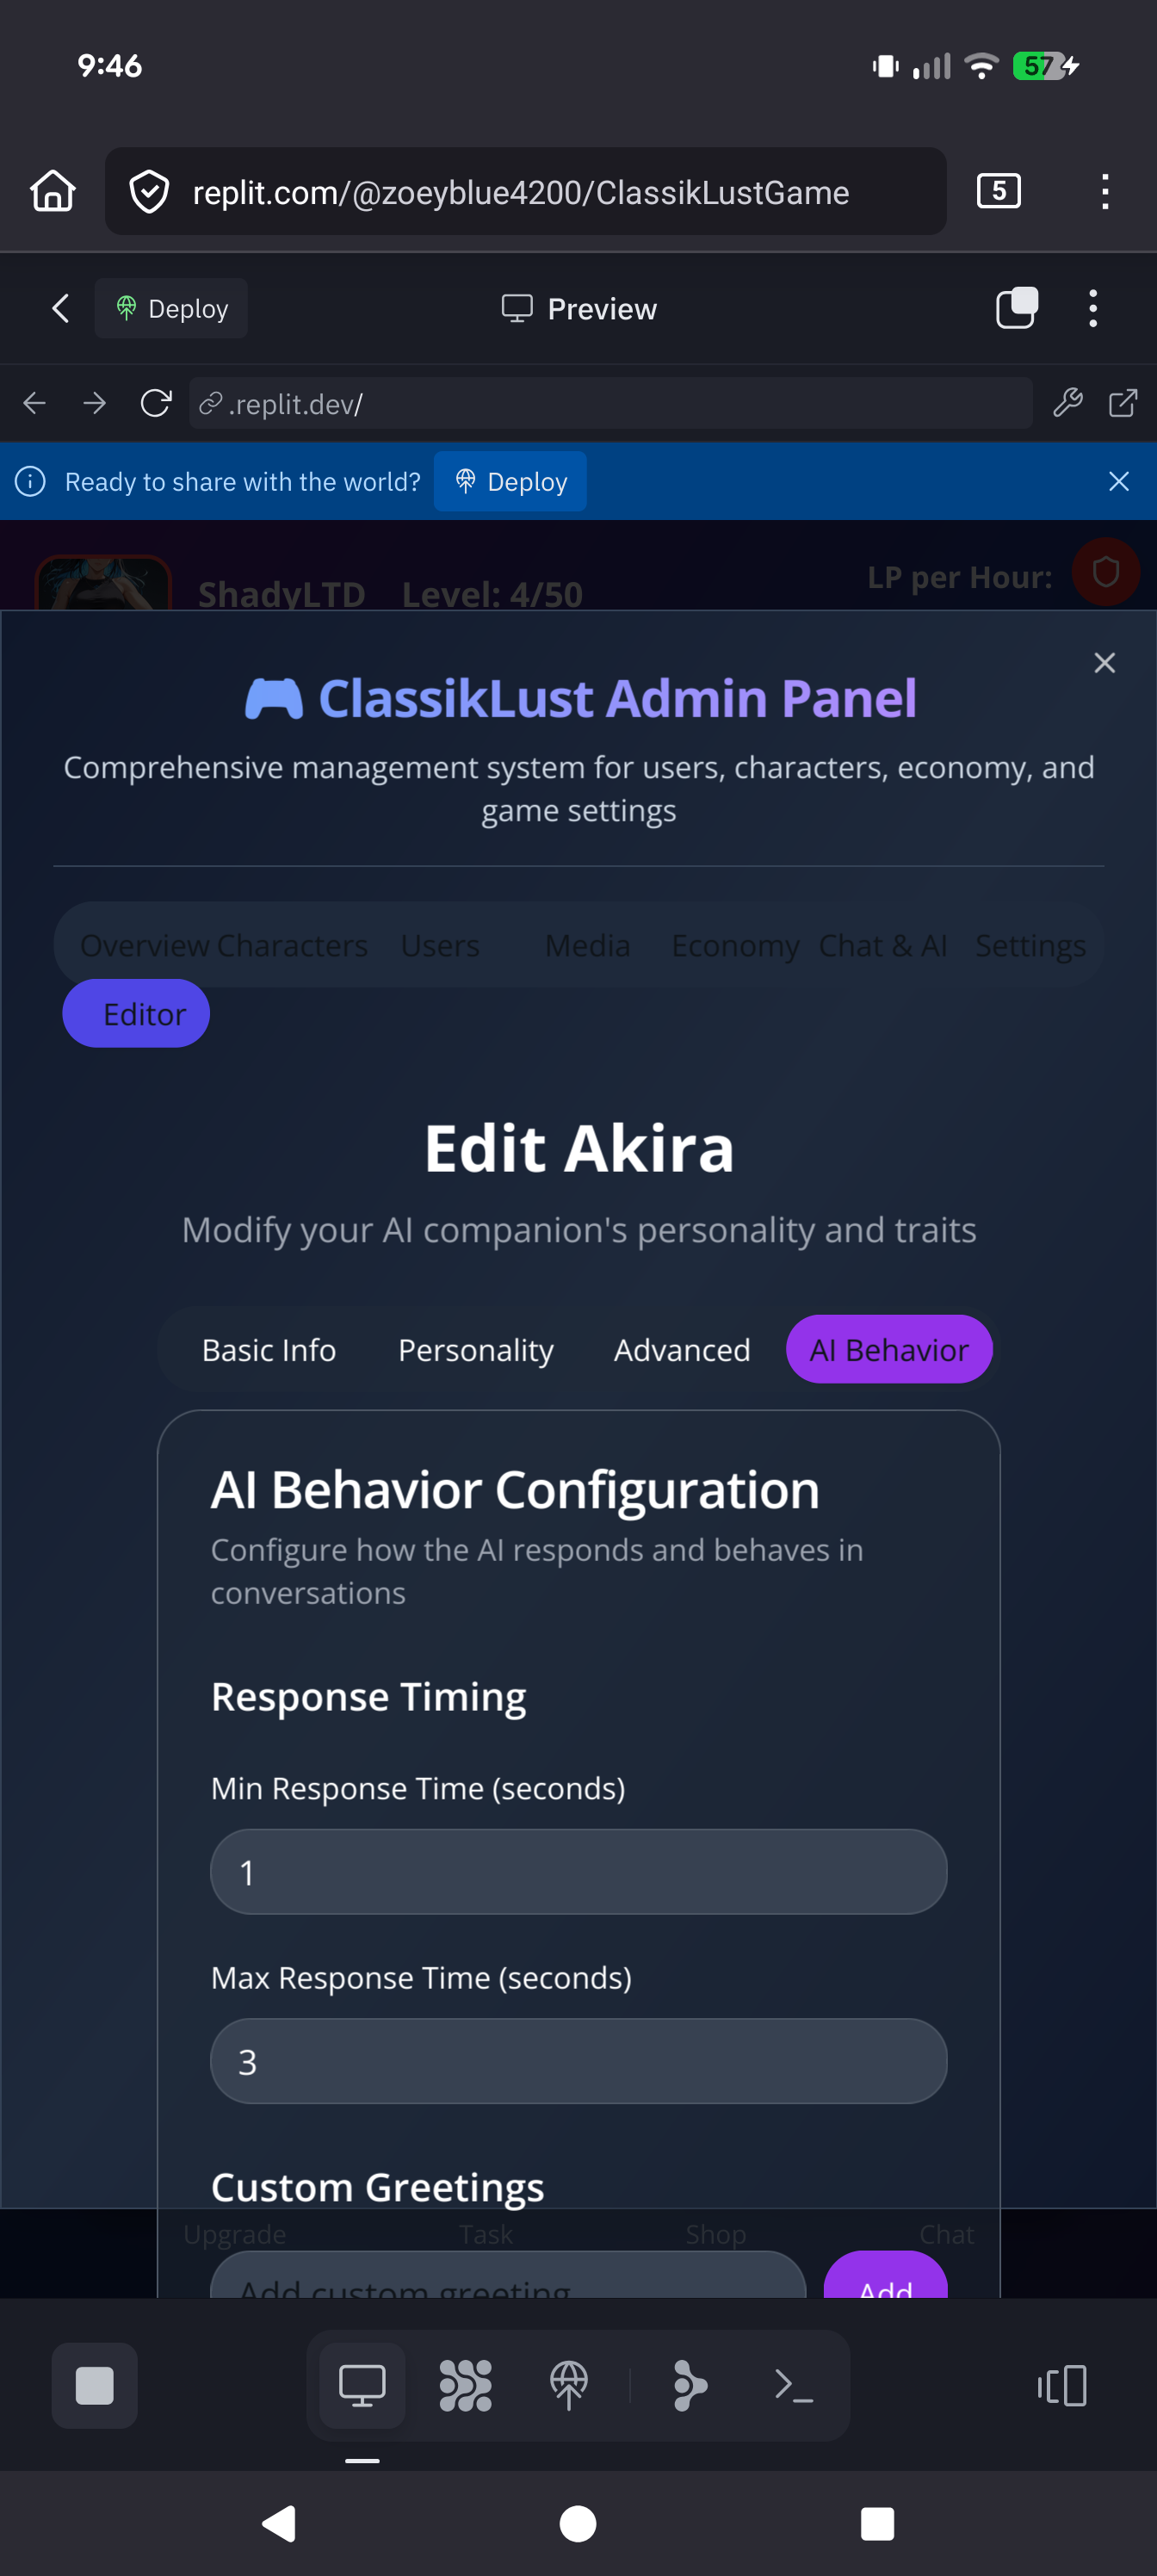 9:46
57
replit.com/@zoeyblue4200/ClassikLustGame
5
Deploy
Preview
.replit.dev/
Ready to share with the world?
Deploy
ShadyLTD Level: 4/50
LP per Hour:
ClassikLust Admin Panel
Comprehensive management system for users, characters, economy, and
game settings
Overview Characters Users Media Economy Chat & AI Settings
Editor
Edit Akira
Modify your AI companion's personality and traits
Basic Info Personality Advanced AI Behavior
AI Behavior Configuration
Configure how the AI responds and behaves in
conversations
Response Timing
Min Response Time (seconds)
1
Max Response Time (seconds)
3
Custom Greetings
Upgrade Task Shop Chat
Add custom greeting
Add